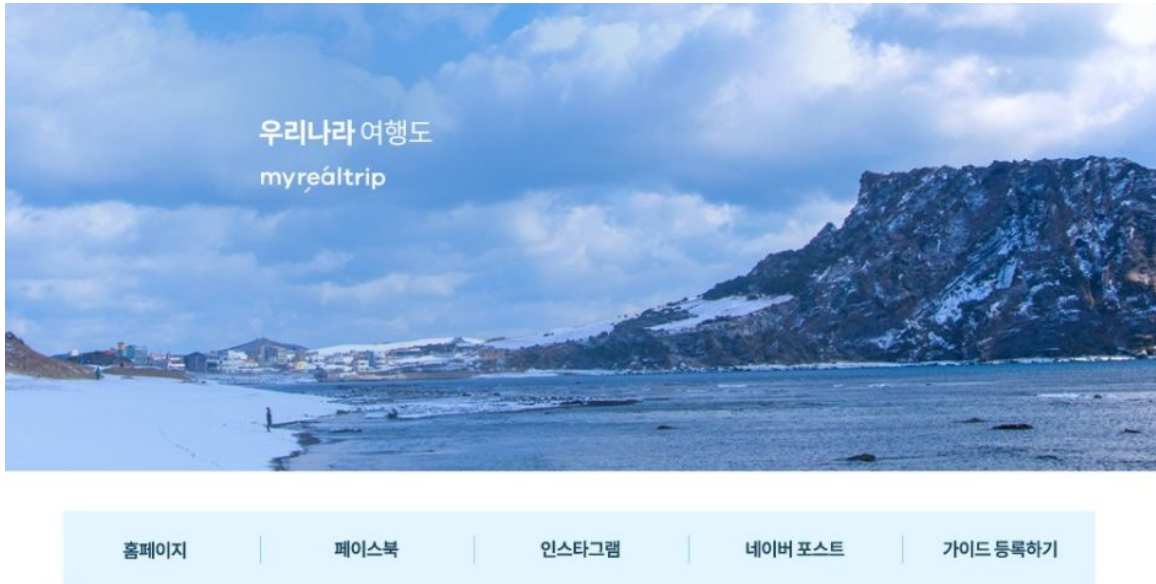 우리나라 여행도
myrealtrip
홈페이지
페이스북
인스타그램
네이버 포스트
가이드 등록하기